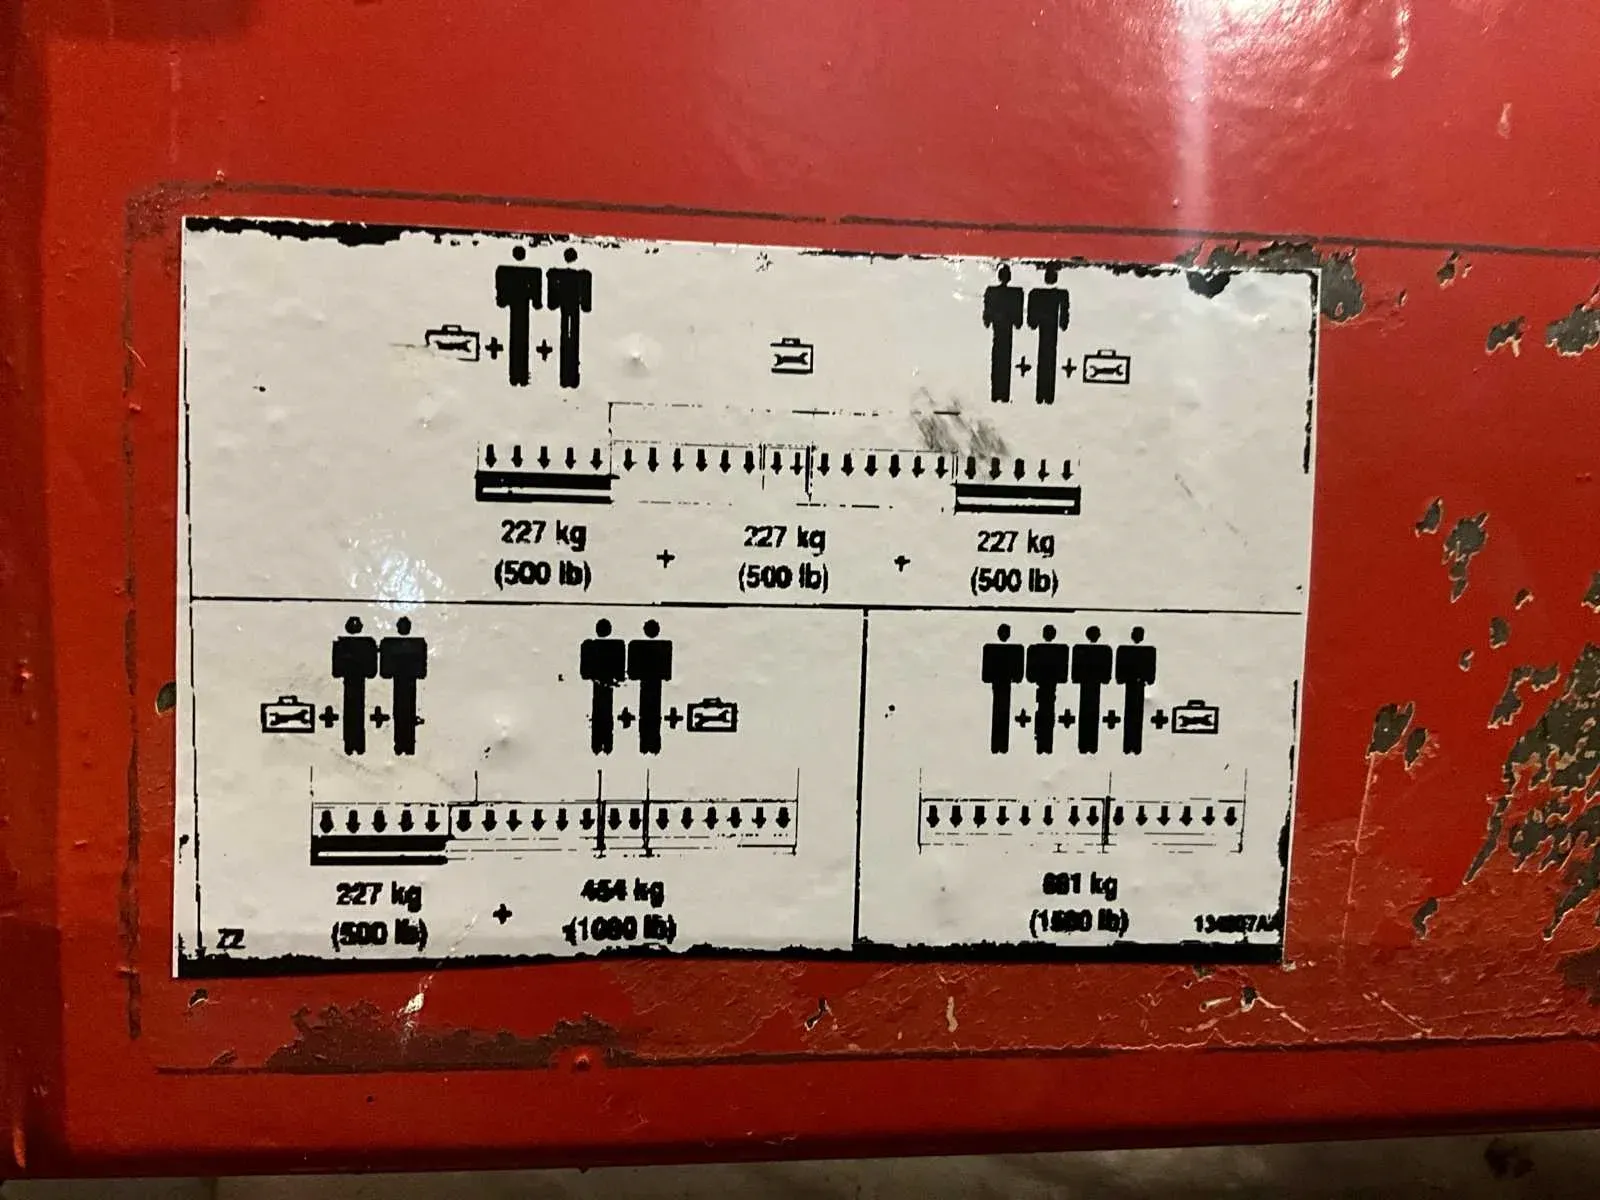 227 kg + 227 kg + 227 kg
(500 lb) (500 lb) (500 lb)
227 kg + 454 kg
(500 lb) (1000 lb)
681 kg
(1500 lb)
ZZ